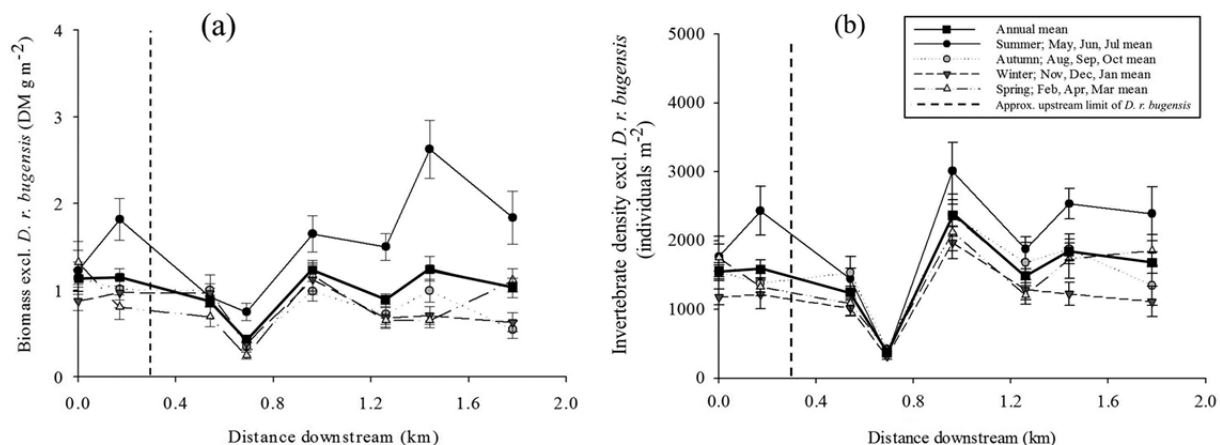 (a)
Biomass excl. D. r. bugensis (DM g m-2)
4
3
2
1
0
0.0 0.4 0.8 1.2 1.6 2.0
Distance downstream (km)
(b)
Invertebrate density excl. D. r. bugensis
(individuals m-2)
5000
4000
3000
2000
1000
0
0.0 0.4 0.8 1.2 1.6 2.0
Distance downstream (km)
Annual mean
Summer; May, Jun, Jul mean
Autumn; Aug, Sep, Oct mean
Winter; Nov, Dec, Jan mean
Spring; Feb, Apr, Mar mean
Approx. upstream limit of D. r. bugensis